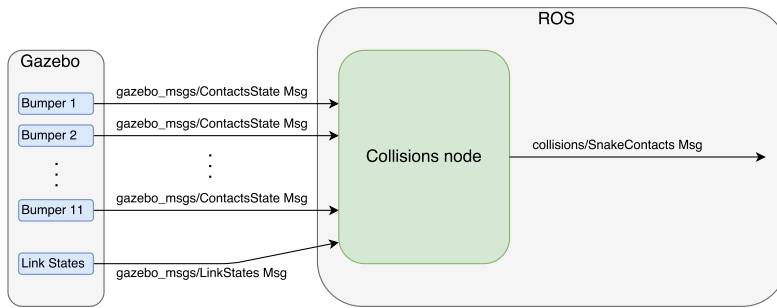 ROS
Gazebo
Bumper 1
gazebo_msgs/ContactsState Msg
Bumper 2
gazebo_msgs/ContactsState Msg
Collisions node
collisions/SnakeContacts Msg
Bumper 11
gazebo_msgs/ContactsState Msg
Link States
gazebo_msgs/LinkStates Msg